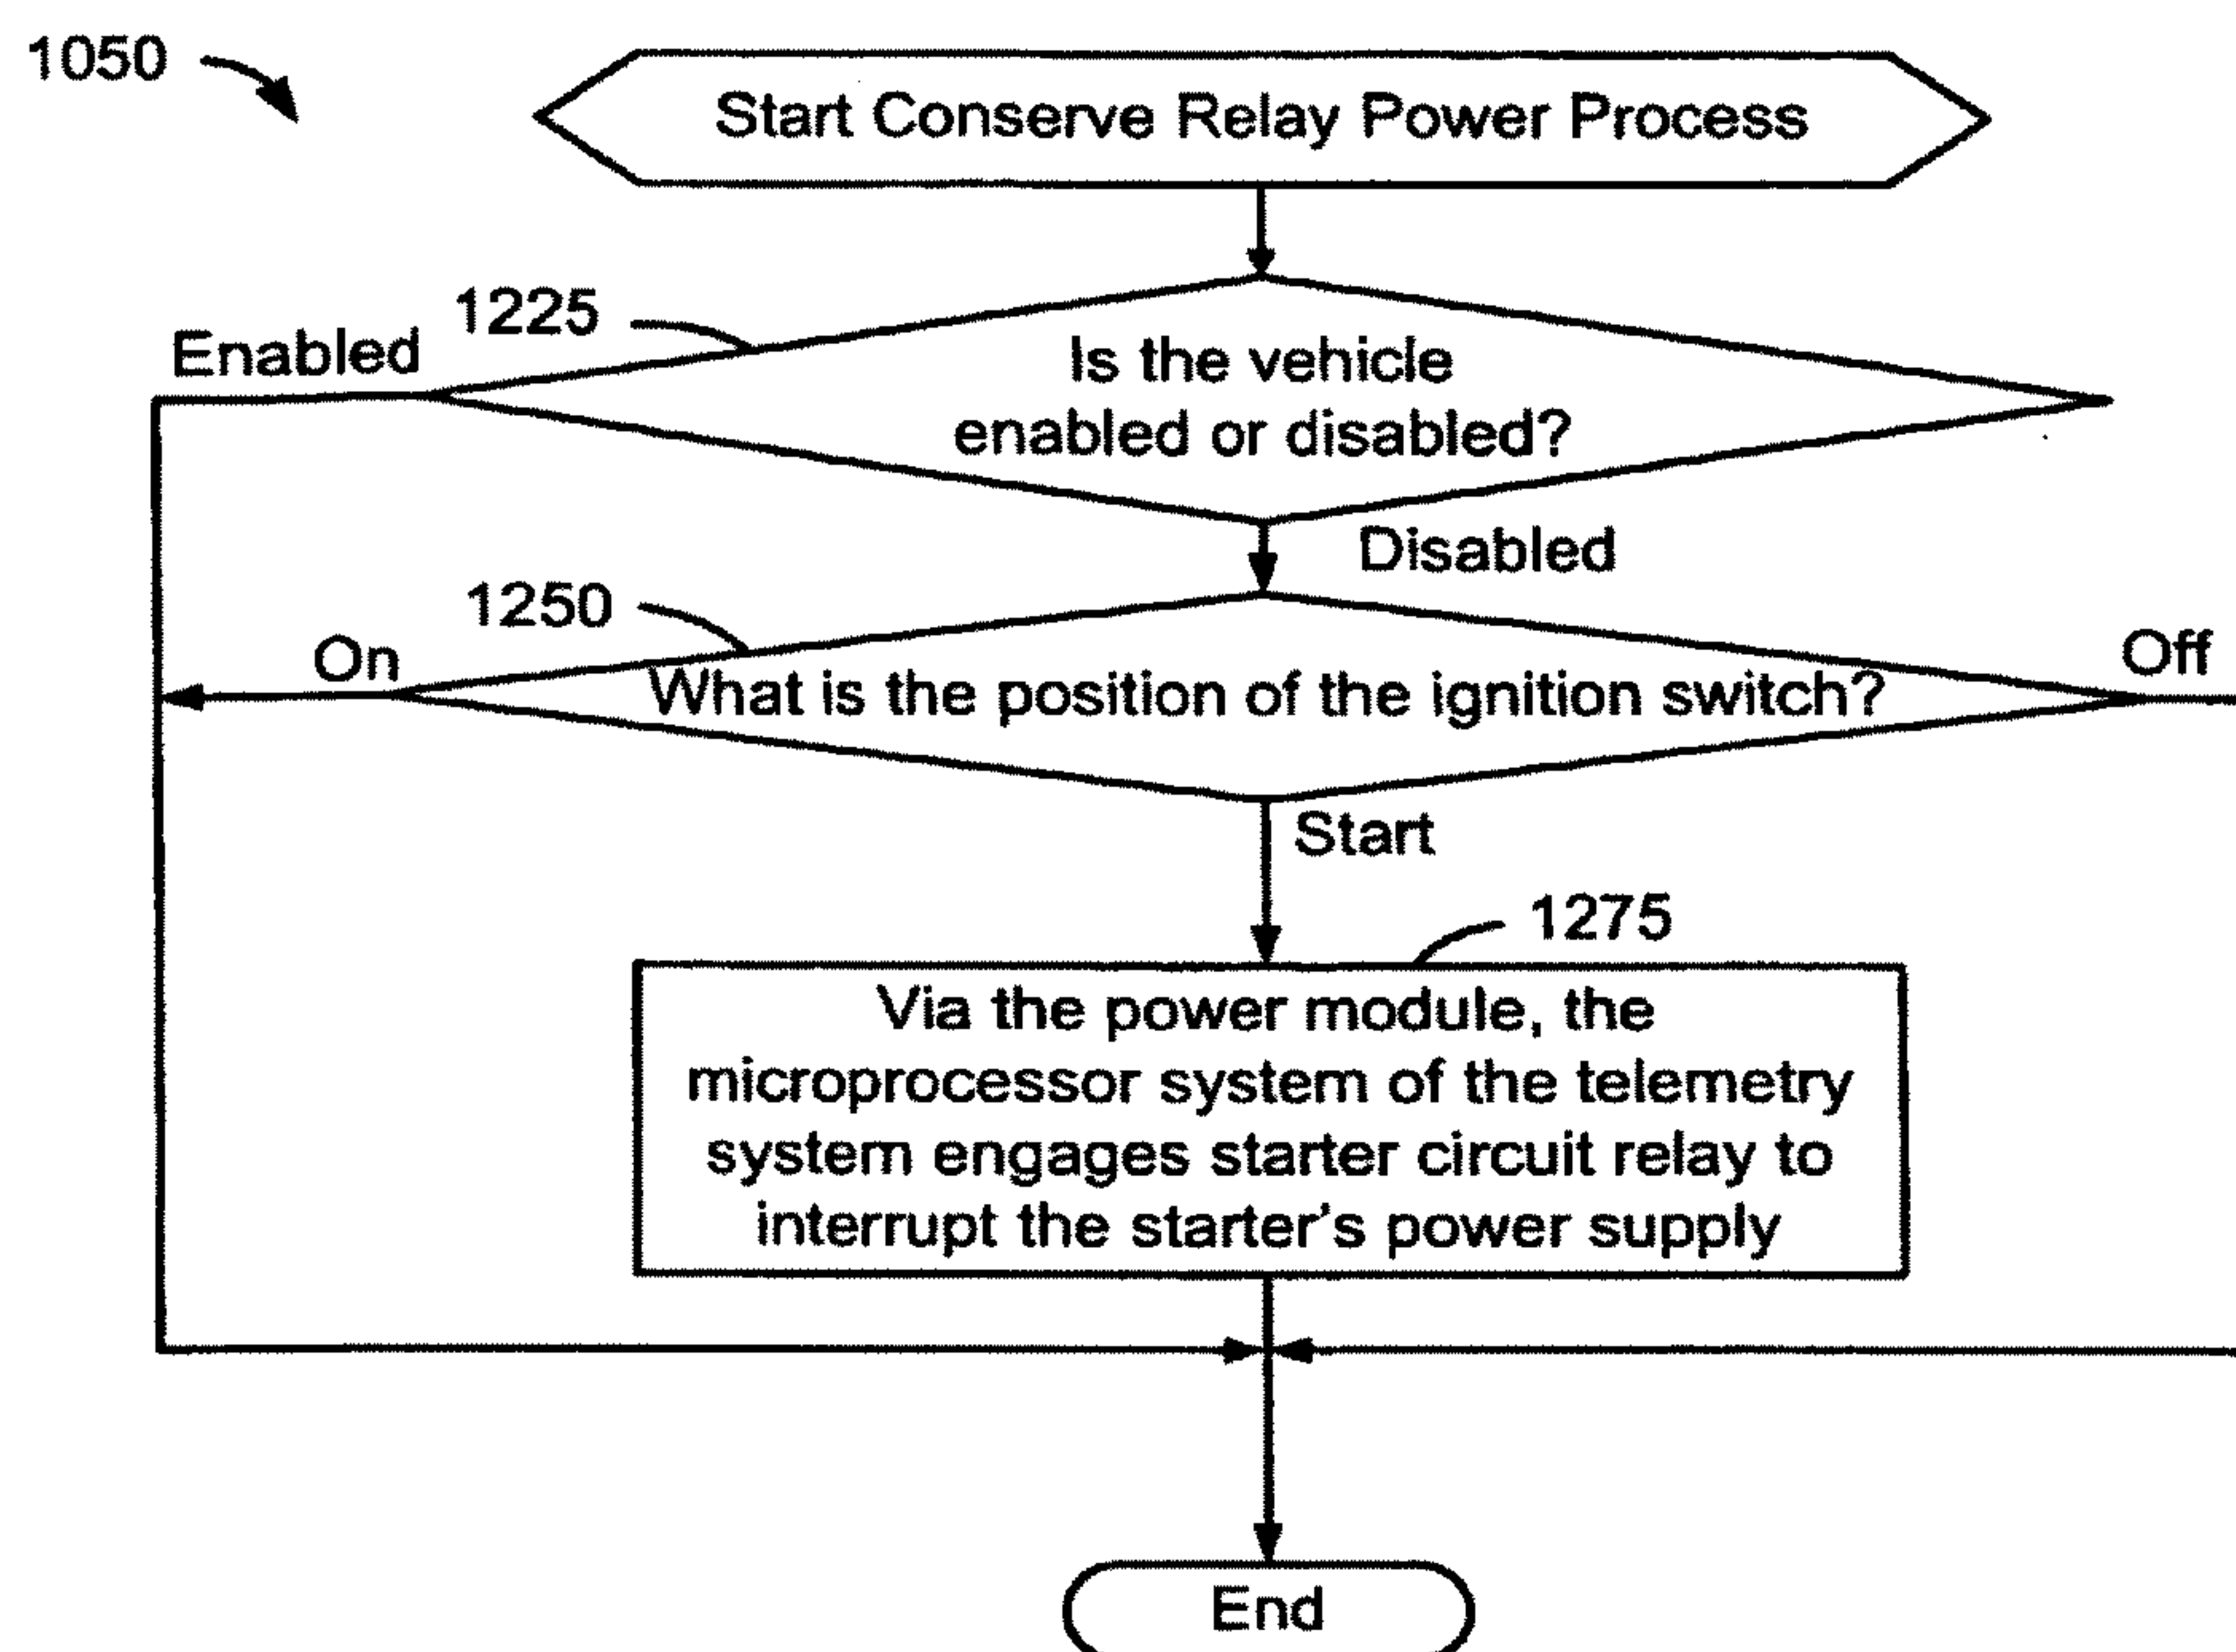 1050
Start Conserve Relay Power Process
1225
Enabled
Is the vehicle
enabled or disabled?
Disabled
1250
On
What is the position of the ignition switch?
Off
Start
1275
Via the power module, the
microprocessor system of the telemetry
system engages starter circuit relay to
interrupt the starter's power supply
End